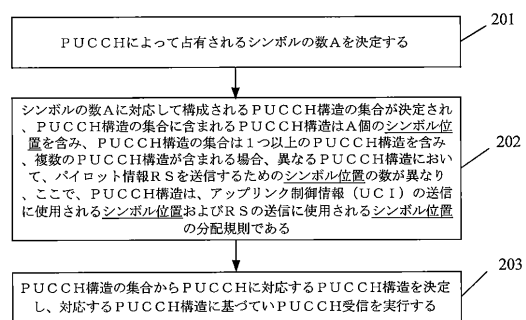 201
PUCCHによって占有されるシンボルの数Aを決定する
シンボルの数Aに対応して構成されるPUCCH構造の集合が決定され
、PUCCH構造の集合に含まれるPUCCH構造はA個のシンボル位
置を含み、PUCCH構造の集合は1つ以上のPUCCH構造を含み
、複数のPUCCH構造が含まれる場合、異なるPUCCH構造におい
て、パイロット情報RSを送信するためのシンボル位置の数が異なり
、ここで、PUCCH構造は、アップリンク制御情報(UCI)の送信
に使用されるシンボル位置およびRSの送信に使用されるシンボル位置
の分配規則である
202
203
PUCCH構造の集合からPUCCHに対応するPUCCH構造を決定
し、対応するPUCCH構造に基づいてPUCCH受信を実行する